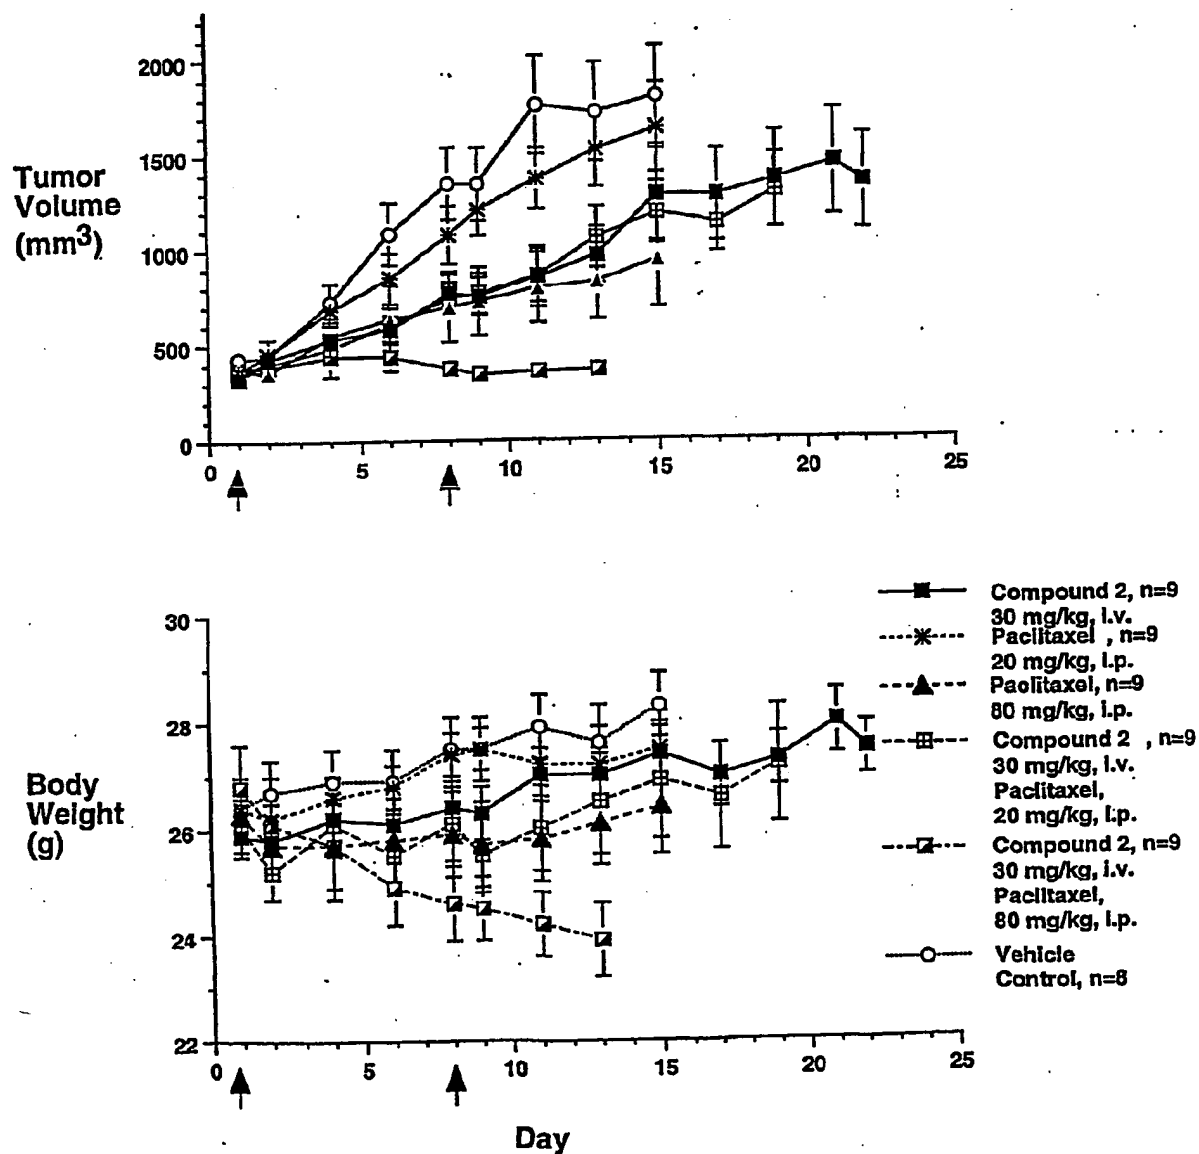 2000
1500
Tumor
Volume
(mm3)
1000
500
0
0 5 10 15 20 25
30
28
Body
Weight
(g)
26
24
22
0 5 10 15 20 25
Day
Compound 2, n=9
30 mg/kg, i.v.
Paclitaxel , n=9
20 mg/kg, i.p.
Paclitaxel, n=9
80 mg/kg, i.p.
Compound 2 , n=9
30 mg/kg, i.v.
Paclitaxel,
20 mg/kg, i.p.
Compound 2, n=9
30 mg/kg, i.v.
Paclitaxel,
80 mg/kg, i.p.
Vehicle
Control, n=8